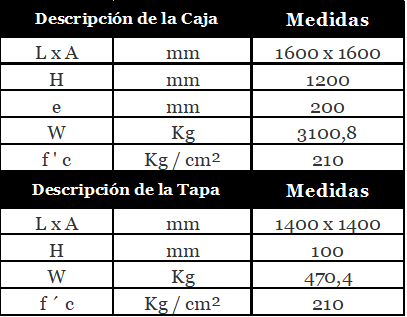 Descripción de la Caja Medidas
L x A mm 1600 x 1600
H mm 1200
e mm 200
W Kg 3100,8
f ' c Kg / cm² 210
Descripción de la Tapa Medidas
L x A mm 1400 x 1400
H mm 100
W Kg 470,4
f ´ c Kg / cm² 210